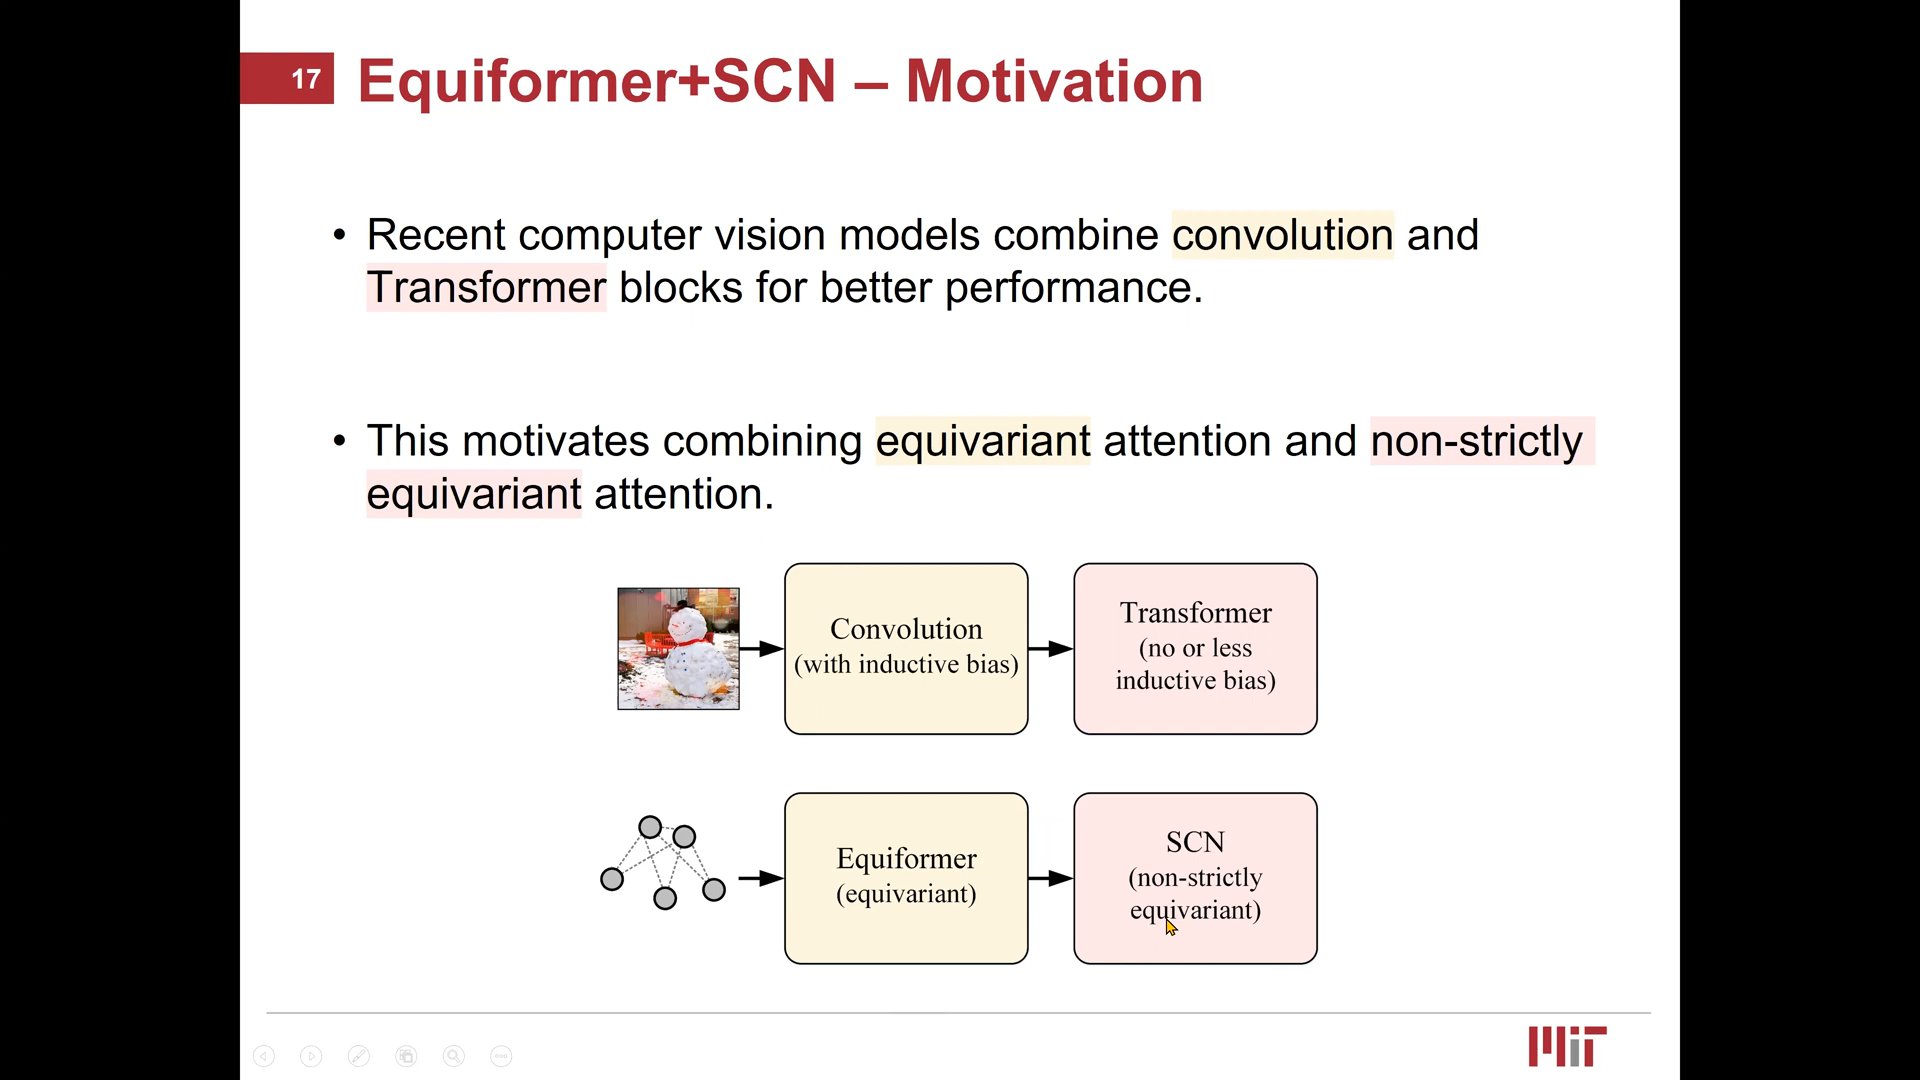 17
Equiformer+SCN – Motivation
• Recent computer vision models combine convolution and
Transformer blocks for better performance.
• This motivates combining equivariant attention and non-strictly
equivariant attention.
Convolution
(with inductive bias)
Transformer
(no or less
inductive bias)
Equiformer
(equivariant)
SCN
(non-strictly
equivariant)
MIT